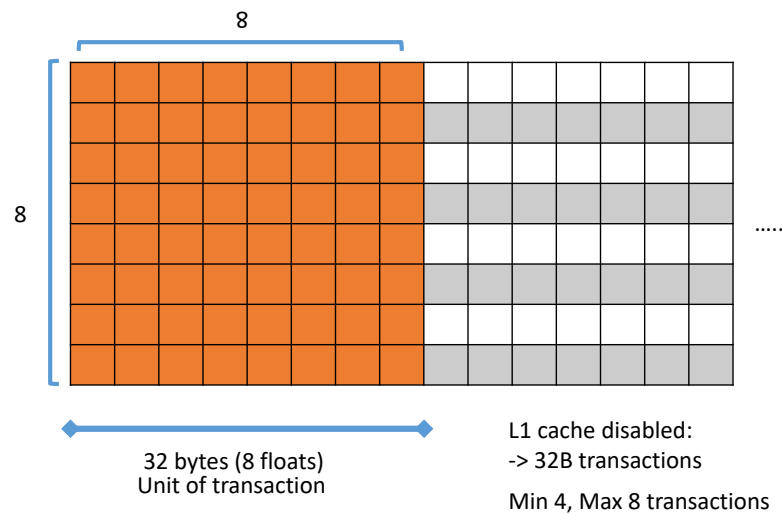 8
8
.....
32 bytes (8 floats)
Unit of transaction
L1 cache disabled:
-> 32B transactions
Min 4, Max 8 transactions